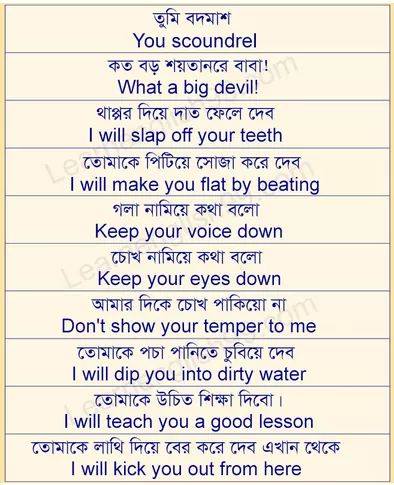 তুমি বদমাশ
You scoundrel
কত বড় শয়তানরে বাবা!
What a big devil!
থাপ্পর দিয়ে দাত ফেলে দেব
I will slap off your teeth
তোমাকে পিটিয়ে সোজা করে দেব
I will make you flat by beating
গলা নামিয়ে কথা বলো
Keep your voice down
চোখ নামিয়ে কথা বলো
Keep your eyes down
আমার দিকে চোখ পাকিয়ো না
Don't show your temper to me
তোমাকে পচা পানিতে চুবিয়ে দেব
I will dip you into dirty water
তোমাকে উচিত শিক্ষা দিবো।
I will teach you a good lesson
তোমাকে লাথি দিয়ে বের করে দেব এখান থেকে
I will kick you out from here